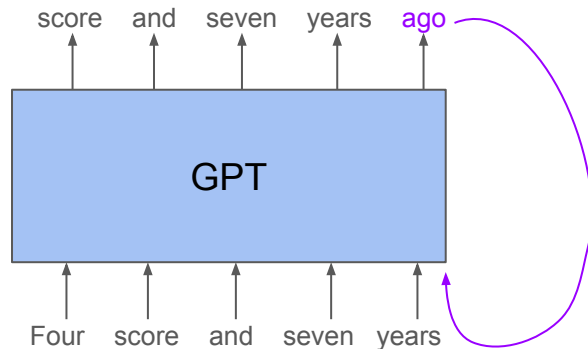 score and seven years ago
GPT
Four score and seven years